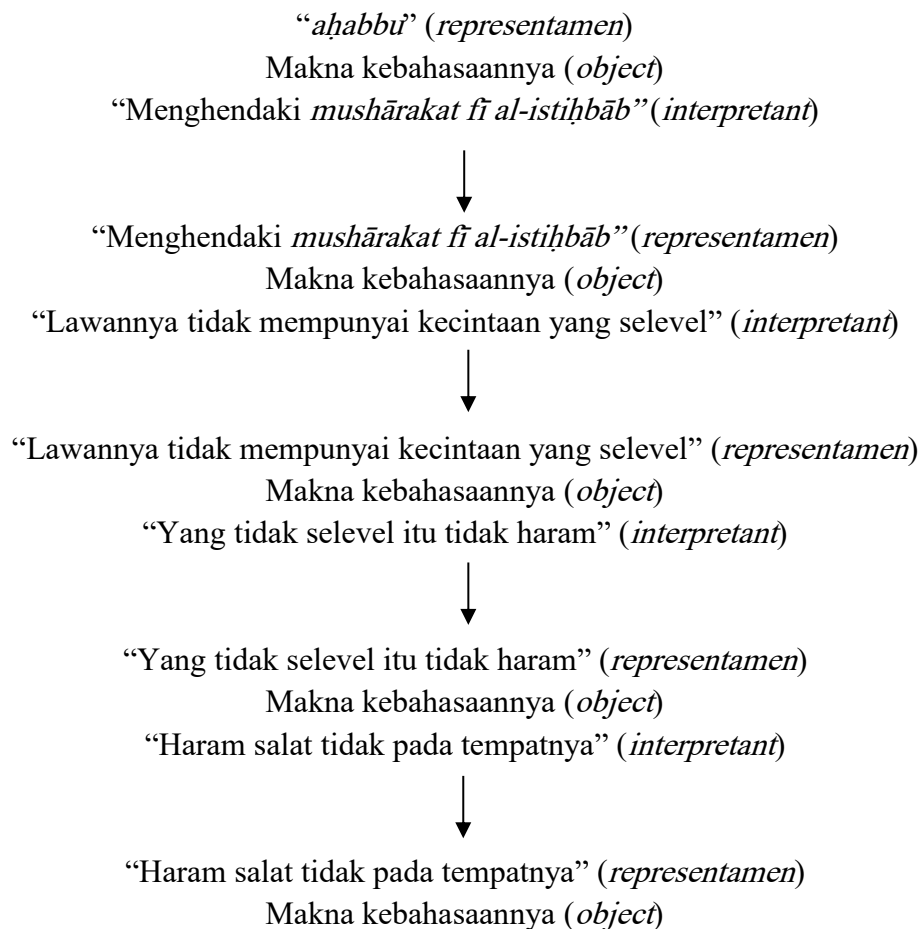 “aḥabbu” (representamen)
Makna kebahasaannya (object)
“Menghendaki mushārakat fī al-istiḥbāb” (interpretant)
“Menghendaki mushārakat fī al-istiḥbāb” (representamen)
Makna kebahasaannya (object)
“Lawannya tidak mempunyai kecintaan yang selevel” (interpretant)
“Lawannya tidak mempunyai kecintaan yang selevel” (representamen)
Makna kebahasaannya (object)
“Yang tidak selevel itu tidak haram” (interpretant)
“Yang tidak selevel itu tidak haram” (representamen)
Makna kebahasaannya (object)
“Haram salat tidak pada tempatnya” (interpretant)
“Haram salat tidak pada tempatnya” (representamen)
Makna kebahasaannya (object)